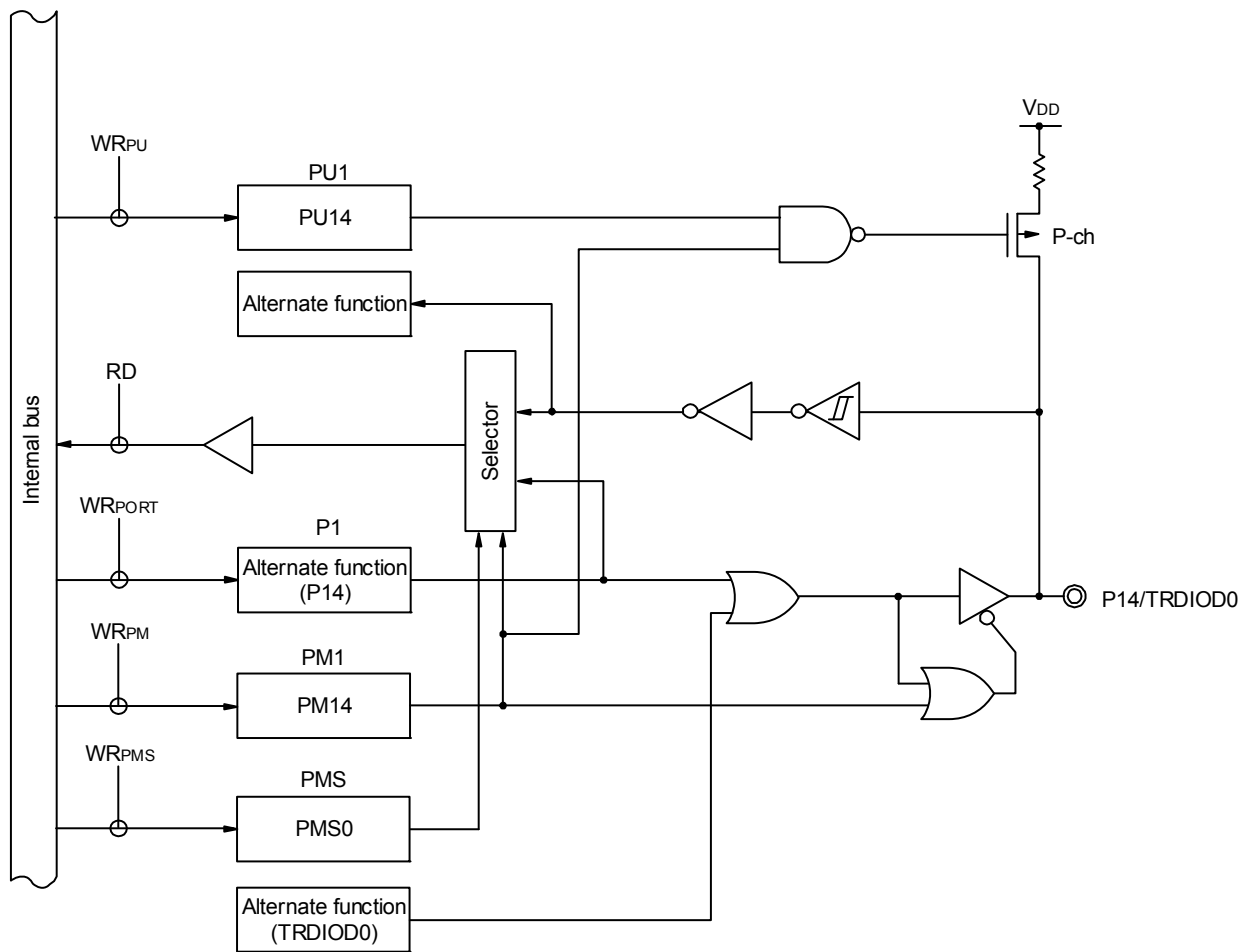 VDD
WRPU
PU1
PU14
P-ch
Alternate function
RD
Selector
Internal bus
WRPORT
P1
Alternate function
(P14)
P14/TRDIOD0
WRPM
PM1
PM14
WRPMS
PMS
PMS0
Alternate function
(TRDIOD0)